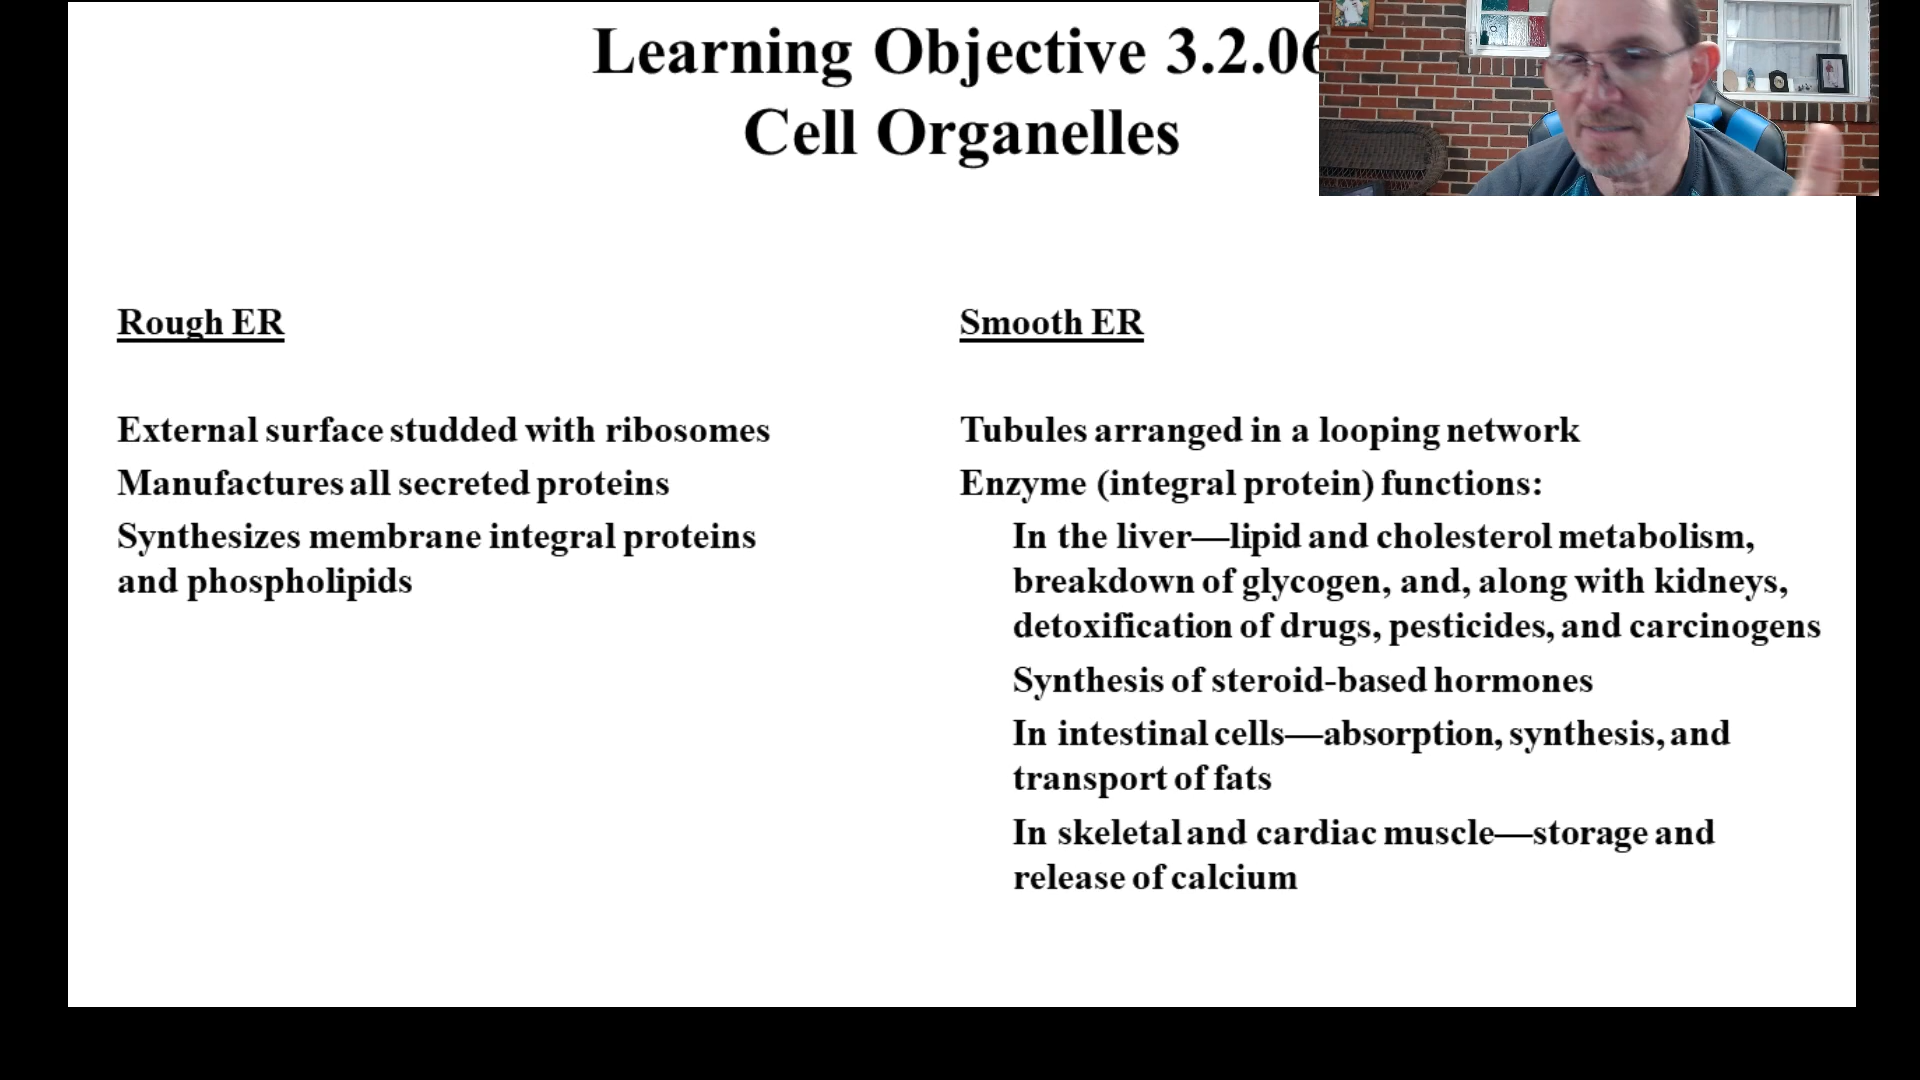 Learning Objective 3.2.06
Cell Organelles
Rough ER
External surface studded with ribosomes
Manufactures all secreted proteins
Synthesizes membrane integral proteins
and phospholipids
Smooth ER
Tubules arranged in a looping network
Enzyme (integral protein) functions:
In the liver—lipid and cholesterol metabolism,
breakdown of glycogen, and, along with kidneys,
detoxification of drugs, pesticides, and carcinogens
Synthesis of steroid-based hormones
In intestinal cells—absorption, synthesis, and
transport of fats
In skeletal and cardiac muscle—storage and
release of calcium